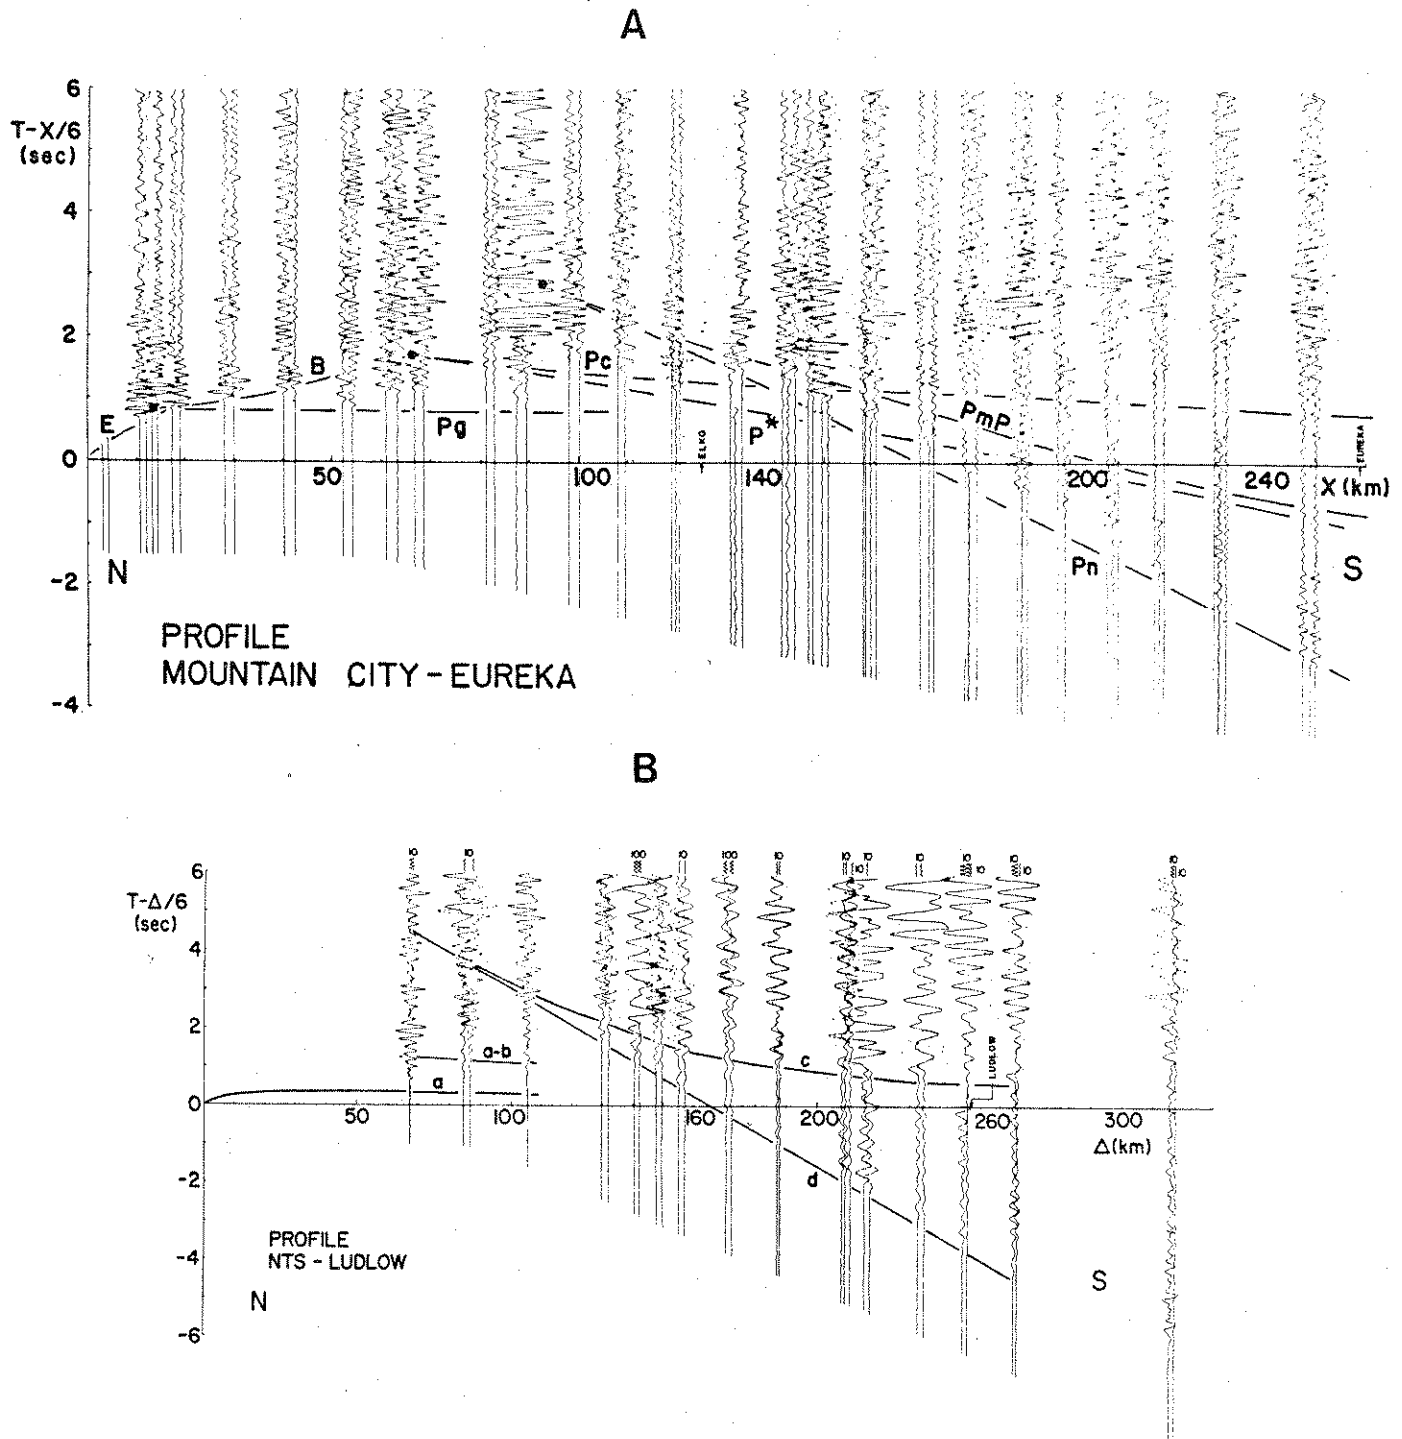 A
6
T-X/6
(sec)
4
2
0
-2
-4
E
B
Pg
Pc
P*
PmP
Pn
ELKO
EUREKA
50
100
140
200
240
X (km)
N
S
PROFILE
MOUNTAIN CITY - EUREKA
B
6
T-Δ/6
(sec)
4
2
0
-2
-4
-6
a-b
a
c
d
LUDLOW
50
100
160
200
260
300
Δ(km)
PROFILE
NTS - LUDLOW
N
S